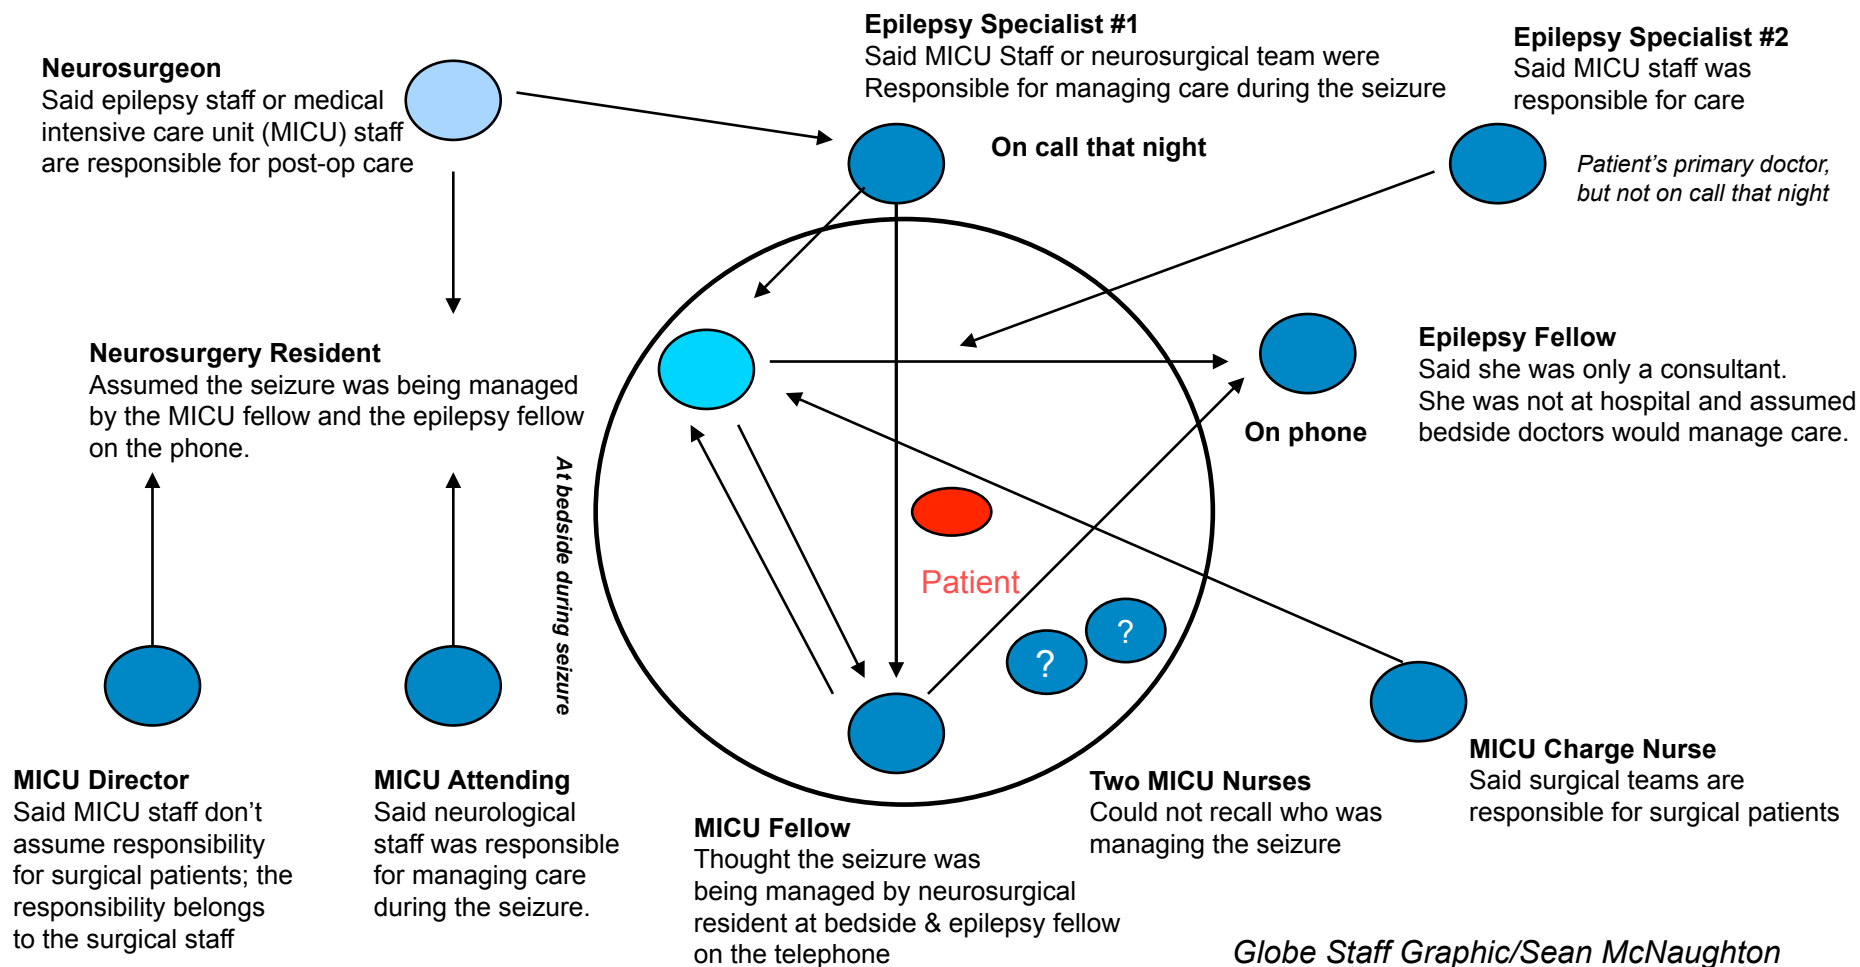 Neurosurgeon
Said epilepsy staff or medical
intensive care unit (MICU) staff
are responsible for post-op care
Epilepsy Specialist #1
Said MICU Staff or neurosurgical team were
Responsible for managing care during the seizure
On call that night
Epilepsy Specialist #2
Said MICU staff was
responsible for care
Patient’s primary doctor,
but not on call that night
Neurosurgery Resident
Assumed the seizure was being managed
by the MICU fellow and the epilepsy fellow
on the phone.
At bedside during seizure
Epilepsy Fellow
Said she was only a consultant.
She was not at hospital and assumed
bedside doctors would manage care.
On phone
Patient
?
?
MICU Director
Said MICU staff don’t
assume responsibility
for surgical patients; the
responsibility belongs
to the surgical staff
MICU Attending
Said neurological
staff was responsible
for managing care
during the seizure.
MICU Fellow
Thought the seizure was
being managed by neurosurgical
resident at bedside & epilepsy fellow
on the telephone
Two MICU Nurses
Could not recall who was
managing the seizure
MICU Charge Nurse
Said surgical teams are
responsible for surgical patients
Globe Staff Graphic/Sean McNaughton